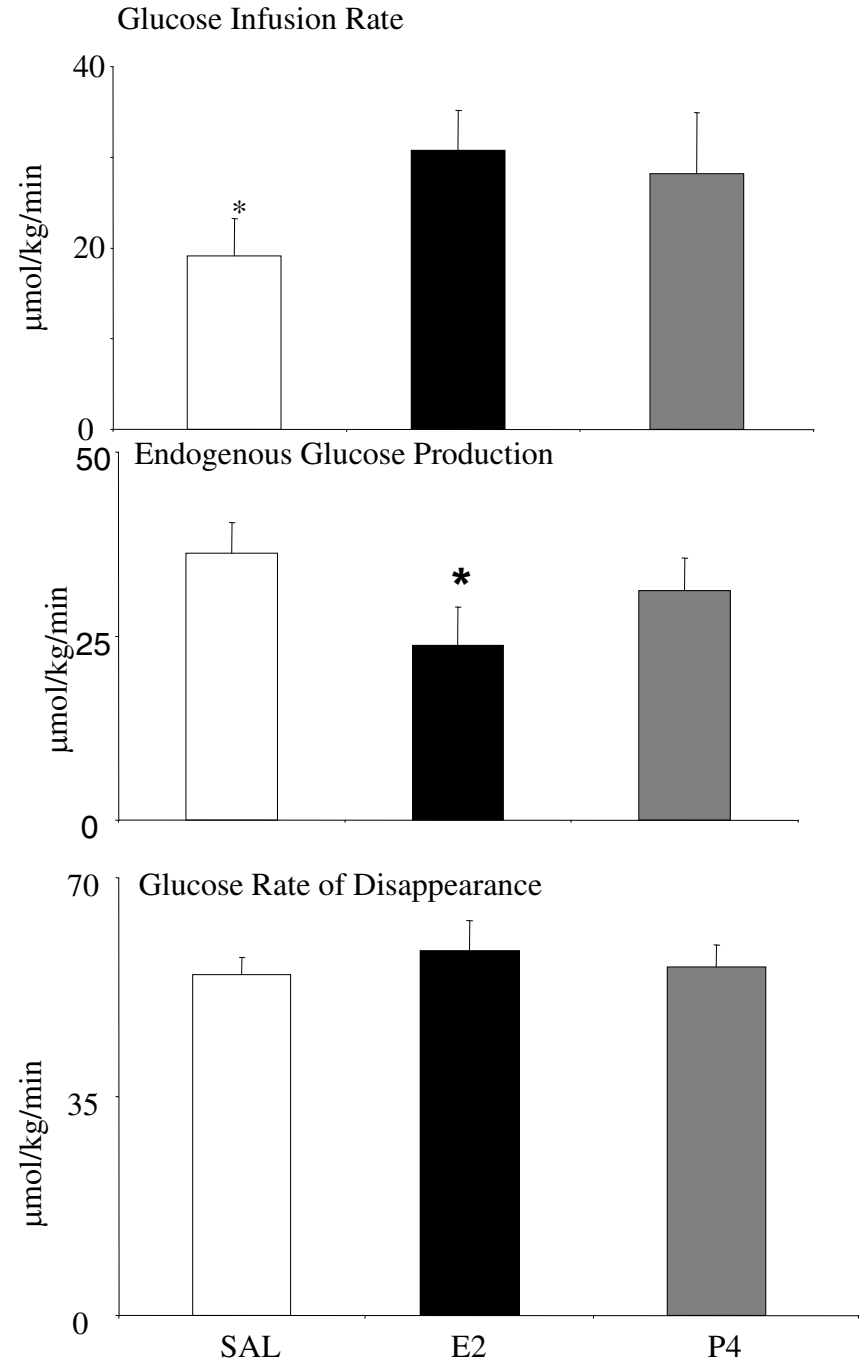 Glucose Infusion Rate
40
*
20
0
µmol/kg/min
Endogenous Glucose Production
50
*
25
0
µmol/kg/min
Glucose Rate of Disappearance
70
35
0
µmol/kg/min
SAL E2 P4